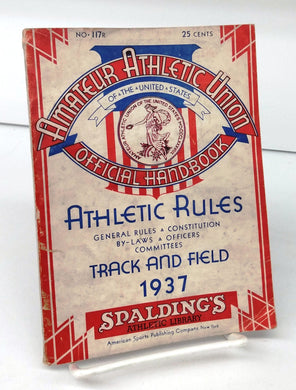 NO. 117R
25 CENTS
AMATEUR ATHLETIC UNION
OF THE UNITED STATES
OFFICIAL HANDBOOK
ATHLETIC RULES
GENERAL RULES CONSTITUTION
BY-LAWS OFFICERS
COMMITTEES
TRACK AND FIELD
1937
SPALDING'S
ATHLETIC LIBRARY
American Sports Publishing Company New York